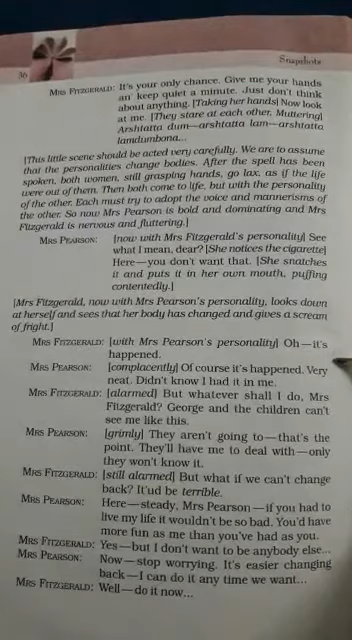 Snapshots
36
MRS FITZGERALD: It's your only chance. Give me your hands
an' keep quiet a minute. Just don't think
about anything. [Taking her hands] Now look
at me. [They stare at each other. Muttering]
Arshtatta dum—arshtatta lam—arshtatta
lamdumbona...
[This little scene should be acted very carefully. We are to assume
that the personalities change bodies. After the spell has been
spoken, both women, still grasping hands, go lax, as if the life
were out of them. Then both come to life, but with the personality
of the other. Each must try to adopt the voice and mannerisms of
the other. So now Mrs Pearson is bold and dominating and Mrs
Fitzgerald is nervous and fluttering.]
MRS PEARSON: [now with Mrs Fitzgerald's personality] See
what I mean, dear? [She notices the cigarette]
Here—you don't want that. [She snatches
it and puts it in her own mouth, puffing
contentedly.]
[Mrs Fitzgerald, now with Mrs Pearson's personality, looks down
at herself and sees that her body has changed and gives a scream
of fright.]
MRS FITZGERALD: [with Mrs Pearson's personality] Oh—it's
happened.
MRS PEARSON: [complacently] Of course it's happened. Very
neat. Didn't know I had it in me.
MRS FITZGERALD: [alarmed] But whatever shall I do, Mrs
Fitzgerald? George and the children can't
see me like this.
MRS PEARSON: [grimly] They aren't going to—that's the
point. They'll have me to deal with—only
they won't know it.
MRS FITZGERALD: [still alarmed] But what if we can't change
back? It'ud be terrible.
MRS PEARSON: Here—steady, Mrs Pearson—if you had to
live my life it wouldn't be so bad. You'd have
more fun as me than you've had as you.
MRS FITZGERALD: Yes—but I don't want to be anybody else...
MRS PEARSON: Now—stop worrying. It's easier changing
back—I can do it any time we want...
MRS FITZGERALD: Well—do it now...